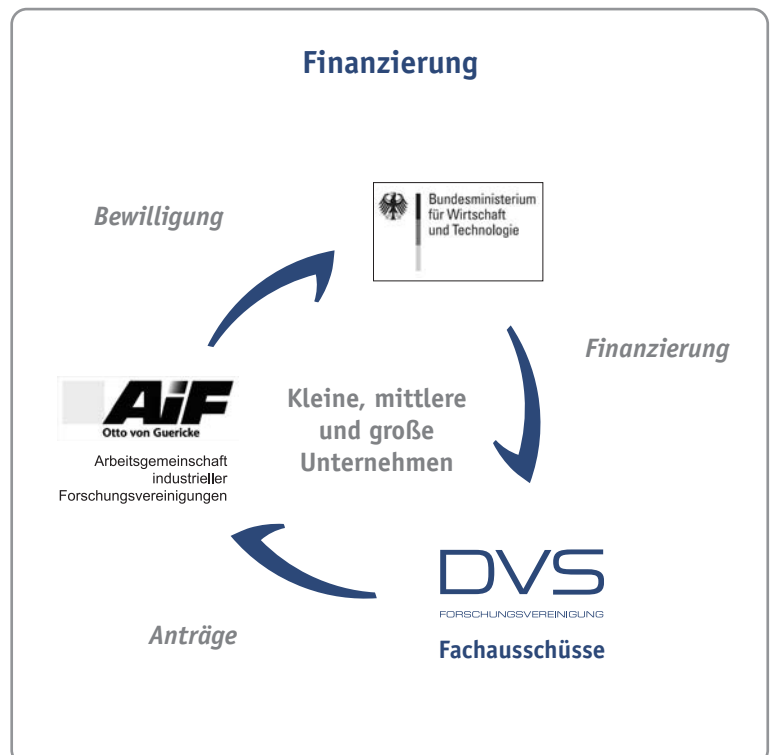 Finanzierung
Bewilligung
Bundesministerium
für Wirtschaft
und Technologie
Finanzierung
AiF
Otto von Guericke
Arbeitsgemeinschaft
industrieller
Forschungsvereinigungen
Kleine, mittlere
und große
Unternehmen
DVS
FORSCHUNGSVEREINIGUNG
Fachausschüsse
Anträge